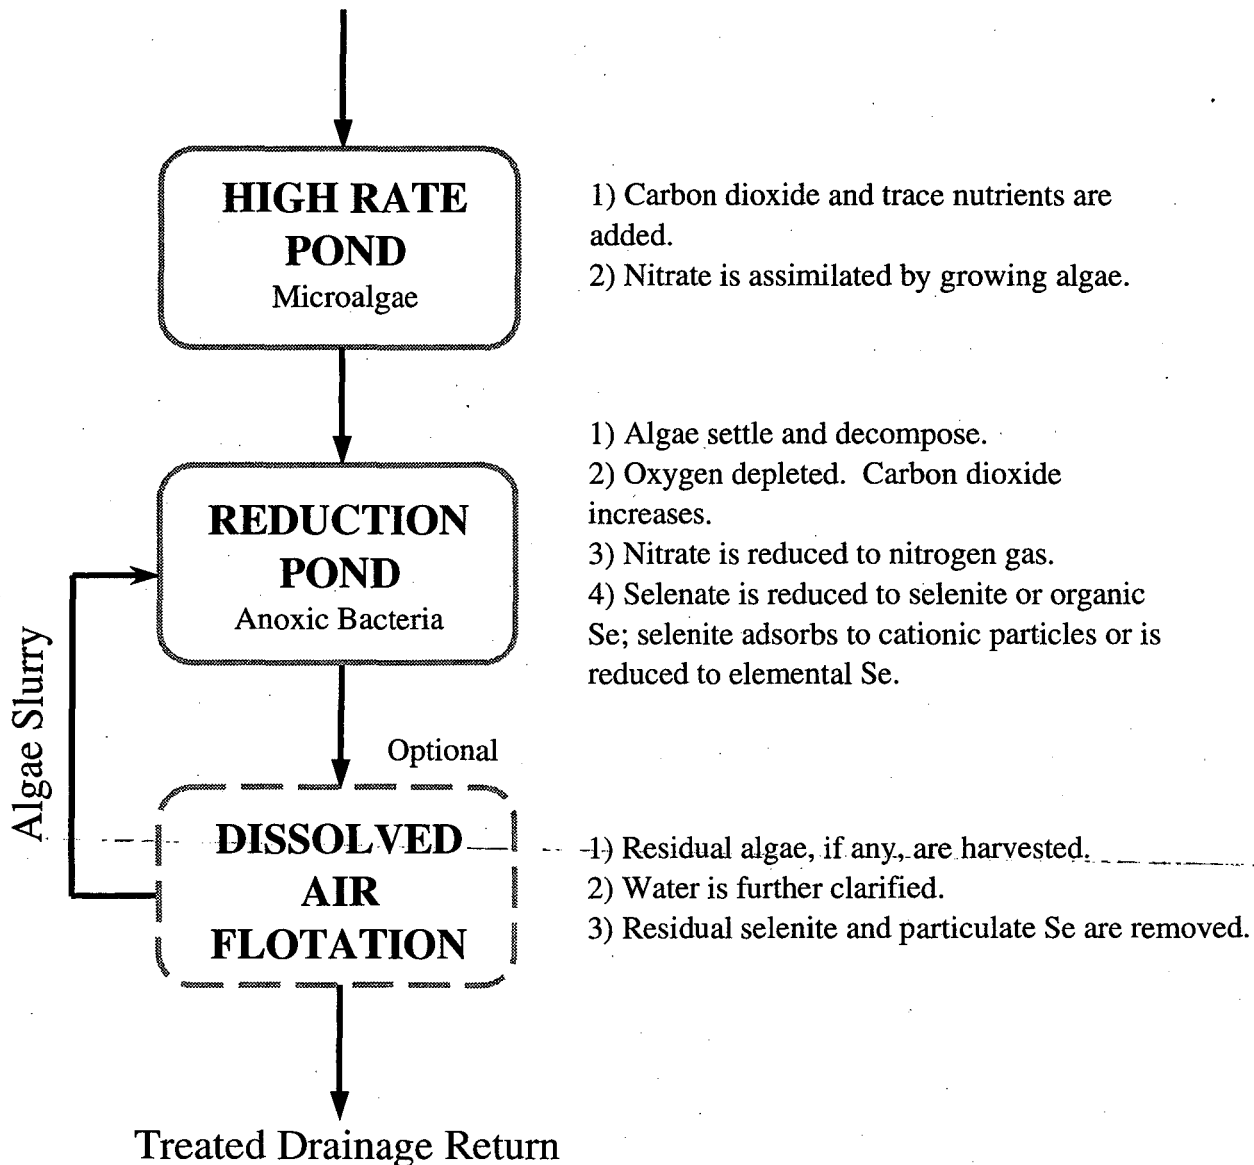 HIGH RATE
POND
Microalgae
1) Carbon dioxide and trace nutrients are
added.
2) Nitrate is assimilated by growing algae.
REDUCTION
POND
Anoxic Bacteria
1) Algae settle and decompose.
2) Oxygen depleted. Carbon dioxide
increases.
3) Nitrate is reduced to nitrogen gas.
4) Selenate is reduced to selenite or organic
Se; selenite adsorbs to cationic particles or is
reduced to elemental Se.
Algae Slurry
Optional
DISSOLVED
AIR
FLOTATION
1) Residual algae, if any, are harvested.
2) Water is further clarified.
3) Residual selenite and particulate Se are removed.
Treated Drainage Return